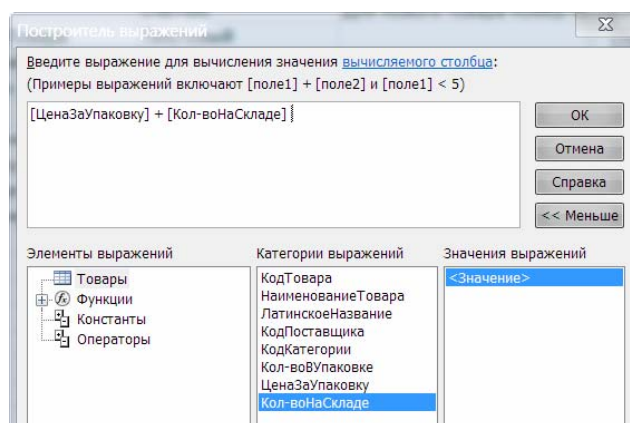 Построитель выражений
Введите выражение для вычисления значения вычисляемого столбца:
(Примеры выражений включают [поле1] + [поле2] и [поле1] < 5)
[ЦенаЗаУпаковку] + [Кол-воНаСкладе]
ОК
Отмена
Справка
<< Меньше
Элементы выражений
Категории выражений
Значения выражений
Товары
Функции
Константы
Операторы
КодТовара
НаименованиеТовара
ЛатинскоеНазвание
КодПоставщика
КодКатегории
Кол-воВУпаковке
ЦенаЗаУпаковку
Кол-воНаСкладе
<Значение>